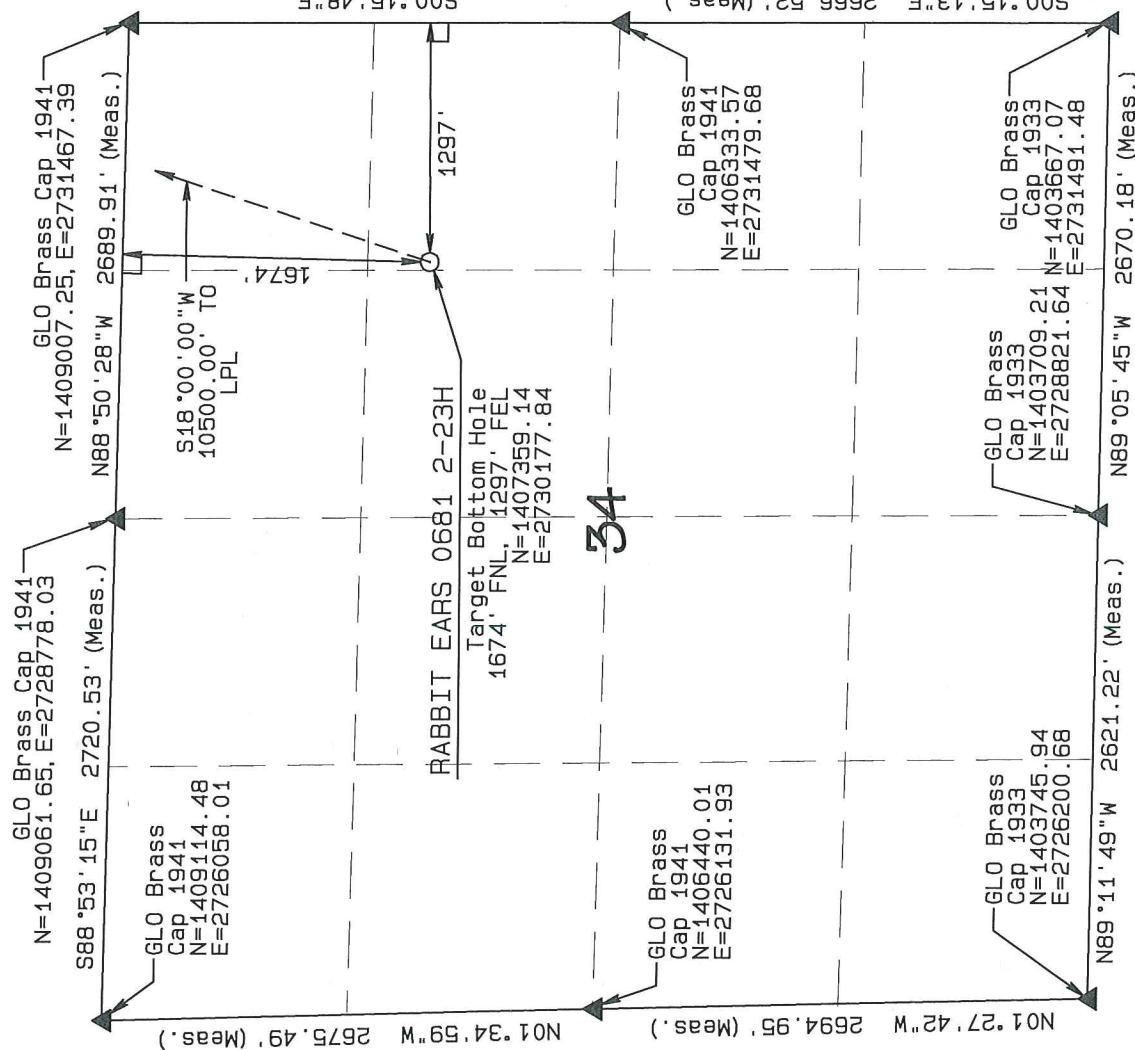 S00°15'48"E
S00°15'13"E 2666.52' (Meas.)
GLO Brass Cap 1941
N=1409007.25, E=2731467.39
N88°50'28"W 2689.91' (Meas.)
1674'
1297'
S18°00'00"W
10500.00' TO
LPL
GLO Brass
Cap 1941
N=1406333.57
E=2731479.68
GLO Brass
Cap 1933
N=1403667.07
E=2731491.48
GLO Brass Cap 1941
N=1409061.65, E=2728778.03
S88°53'15"E 2720.53' (Meas.)
RABBIT EARS 0681 2-23H
Target Bottom Hole
1674' FNL, 1297' FEL
N=1407359.14
E=2730177.84
34
GLO Brass
Cap 1933
N=1403709.21
E=2728821.64
N89°05'45"W 2670.18' (Meas.)
GLO Brass
Cap 1941
N=1409114.48
E=2726058.01
GLO Brass
Cap 1941
N=1406440.01
E=2726131.93
GLO Brass
Cap 1933
N=1403745.94
E=2726200.68
N89°11'49"W 2621.22' (Meas.)
N01°34'59"W 2675.49' (Meas.)
N01°27'42"W 2694.95' (Meas.)